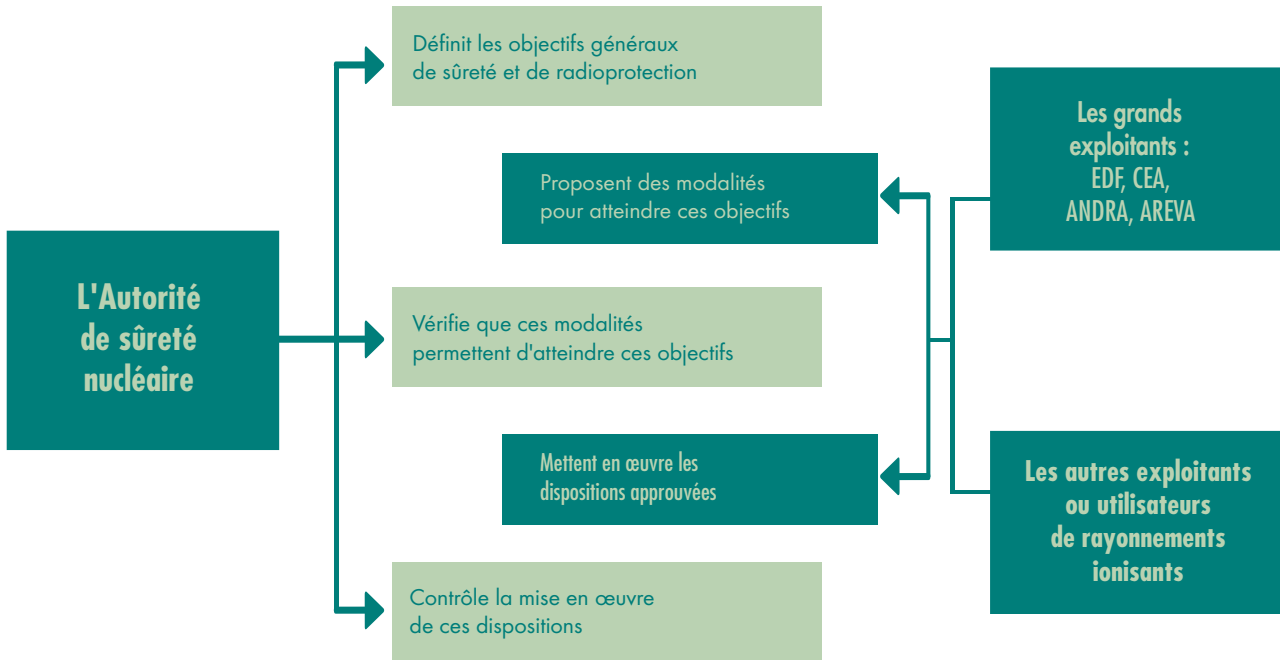 L'Autorité
de sûreté
nucléaire
Définit les objectifs généraux
de sûreté et de radioprotection
Proposent des modalités
pour atteindre ces objectifs
Vérifie que ces modalités
permettent d'atteindre ces objectifs
Mettent en œuvre les
dispositions approuvées
Contrôle la mise en œuvre
de ces dispositions
Les grands
exploitants :
EDF, CEA,
ANDRA, AREVA
Les autres exploitants
ou utilisateurs
de rayonnements
ionisants